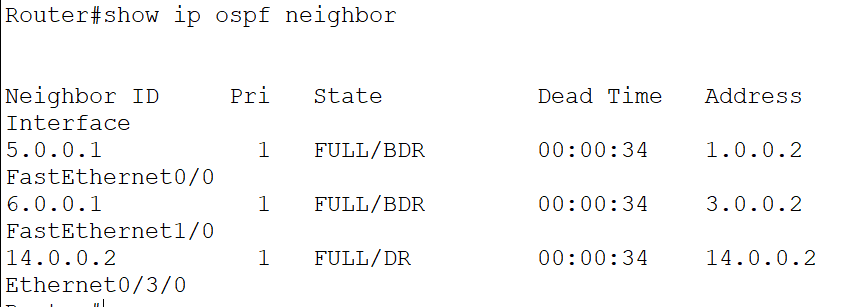 Router#show ip ospf neighbor
Neighbor ID     Pri   State           Dead Time   Address
Interface
5.0.0.1           1   FULL/BDR        00:00:34    1.0.0.2
FastEthernet0/0
6.0.0.1           1   FULL/BDR        00:00:34    3.0.0.2
FastEthernet1/0
14.0.0.2          1   FULL/DR         00:00:34    14.0.0.2
Ethernet0/3/0
Router#